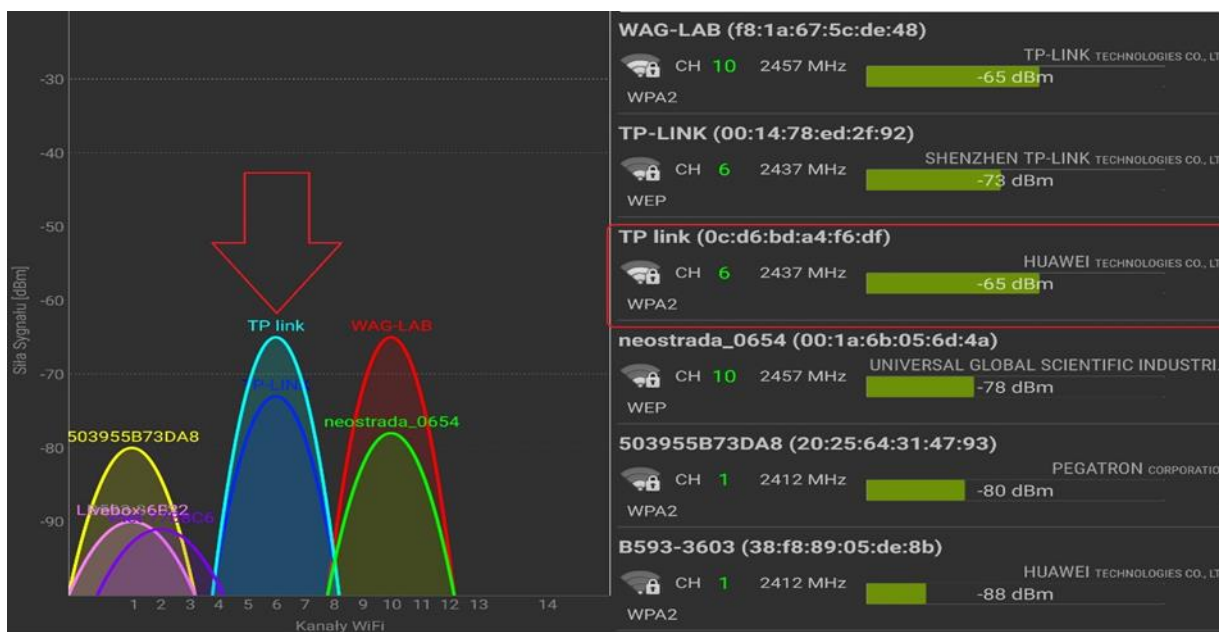 -30
-40
-50
-60
-70
-80
-90
Siła Sygnału [dBm]
TP link
WAG-LAB
TP-LINK
neostrada_0654
503955B73DA8
1 2 3 4 5 6 7 8 9 10 11 12 13 14
Kanały WiFi
WAG-LAB (f8:1a:67:5c:de:48)
TP-LINK TECHNOLOGIES CO., LT
CH 10 2457 MHz -65 dBm
WPA2
TP-LINK (00:14:78:ed:2f:92)
SHENZHEN TP-LINK TECHNOLOGIES CO., LT
CH 6 2437 MHz -73 dBm
WEP
TP link (0c:d6:bd:a4:f6:df)
HUAWEI TECHNOLOGIES CO., LT
CH 6 2437 MHz -65 dBm
WPA2
neostrada_0654 (00:1a:6b:05:6d:4a)
UNIVERSAL GLOBAL SCIENTIFIC INDUSTRI
CH 10 2457 MHz -78 dBm
WEP
503955B73DA8 (20:25:64:31:47:93)
PEGATRON CORPORATIO
CH 1 2412 MHz -80 dBm
WPA2
B593-3603 (38:f8:89:05:de:8b)
HUAWEI TECHNOLOGIES CO., LT
CH 1 2412 MHz -88 dBm
WPA2